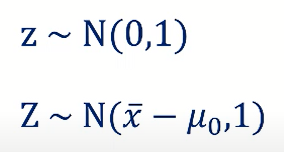 z ~ N(0,1)
Z ~ N(x̄ − μ₀,1)